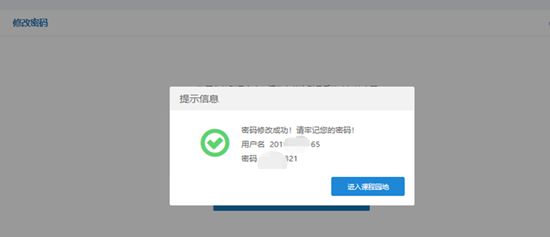 修改密码
提示信息
密码修改成功！请牢记您的密码！
用户名 201 65
密码 321
进入课程园地